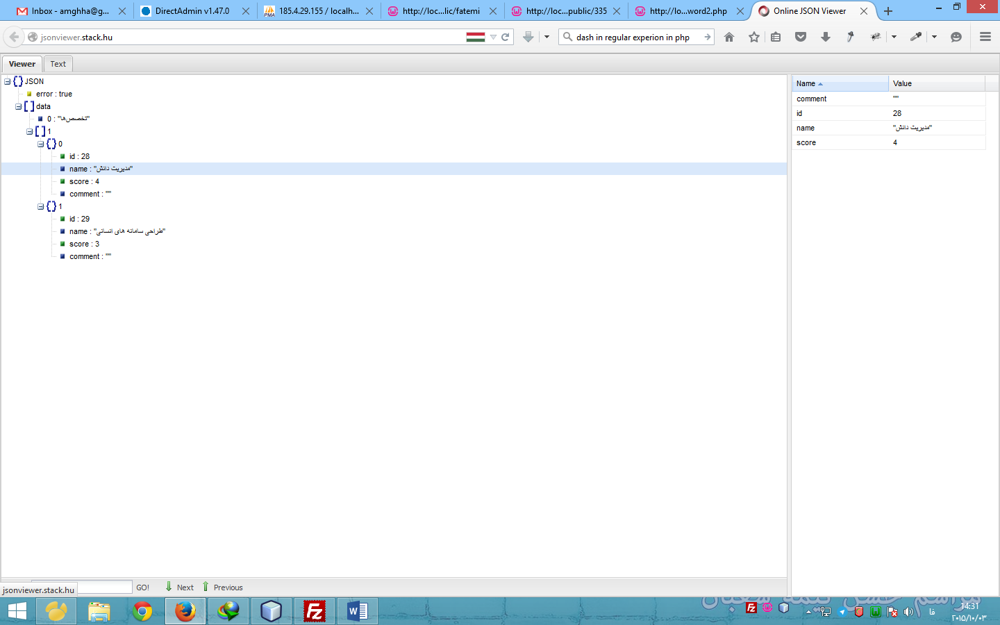 Inbox - amghha@g...
DirectAdmin v1.47.0
185.4.29.155 / localh...
http://loc...lic/fatemi
http://loc...public/335
http://lo...word2.php
Online JSON Viewer
jsonviewer.stack.hu
dash in regular experion in php
Viewer
Text
JSON
error : true
data
0 : "تخصص‌ها"
1
0
id : 28
name : "مدیریت دانش"
score : 4
comment : ""
1
id : 29
name : "طراحی سامانه های انسانی"
score : 3
comment : ""
Name
Value
comment
""
id
28
name
"مدیریت دانش"
score
4
GO!
Next
Previous
jsonviewer.stack.hu
فا
14:31
۲۰۱۵/۱۰/۰۳